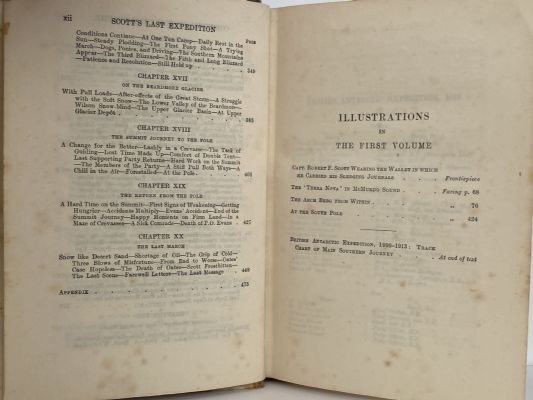 xii SCOTT'S LAST EXPEDITION
Page
Conditions Continue—At One Ton Camp—Daily Rest in the
Sun—Steady Plodding—The First Pony Shot—A Trying
March—Dogs, Ponies, and Driving—The Southern Mountains
Appear—The Third Blizzard—The Fifth and Long Blizzard
—Patience and Resolution—Still Held up . . . 349
CHAPTER XVII
ON THE BEARDMORE GLACIER
With Full Loads—After-effects of the Great Storm—A Struggle
with the Soft Snow—The Lower Valley of the Beardmore—
Wilson Snow-blind—The Upper Glacier Basin—At Upper
Glacier Depôt . . . 385
CHAPTER XVIII
THE SUMMIT JOURNEY TO THE POLE
A Change for the Better—Lashly in a Crevasse—The Task of
Guiding—Lost Time Made Up—Comfort of Double Tent—
Last Supporting Party Returns—Hard Work on the Summit
—The Members of the Party—A Still Pull Both Ways—A
Chill in the Air—Forestalled—At the Pole . . . 401
CHAPTER XIX
THE RETURN FROM THE POLE
A Hard Time on the Summit—First Signs of Weakening—Getting
Hungrier—Accidents Multiply—Evans' Accident—End of the
Summit Journey—Happy Moments on Firm Land—In a
Maze of Crevasses—A Sick Comrade—Death of P.O. Evans . 427
CHAPTER XX
THE LAST MARCH
Snow like Desert Sand—Shortage of Oil—The Grip of Cold—
Three Blows of Misfortune—From Bad to Worse—Oates'
Case Hopeless—The Death of Oates—Scott Frostbitten—
The Last Scene—Farewell Letters—The Last Message . 448
APPENDIX . . . 475
ILLUSTRATIONS
IN
THE FIRST VOLUME
CAPT. ROBERT F. SCOTT WEARING THE WALLET IN WHICH
HE CARRIED HIS SLEDGING JOURNALS . Frontispiece
THE 'TERRA NOVA' IN MCMURDO SOUND . . Facing p. 68
THE ARCH BERG FROM WITHIN . . . „ 76
AT THE SOUTH POLE . . . „ 424
BRITISH ANTARCTIC EXPEDITION, 1910-1913: TRACK
CHART OF MAIN SOUTHERN JOURNEY . . At end of text